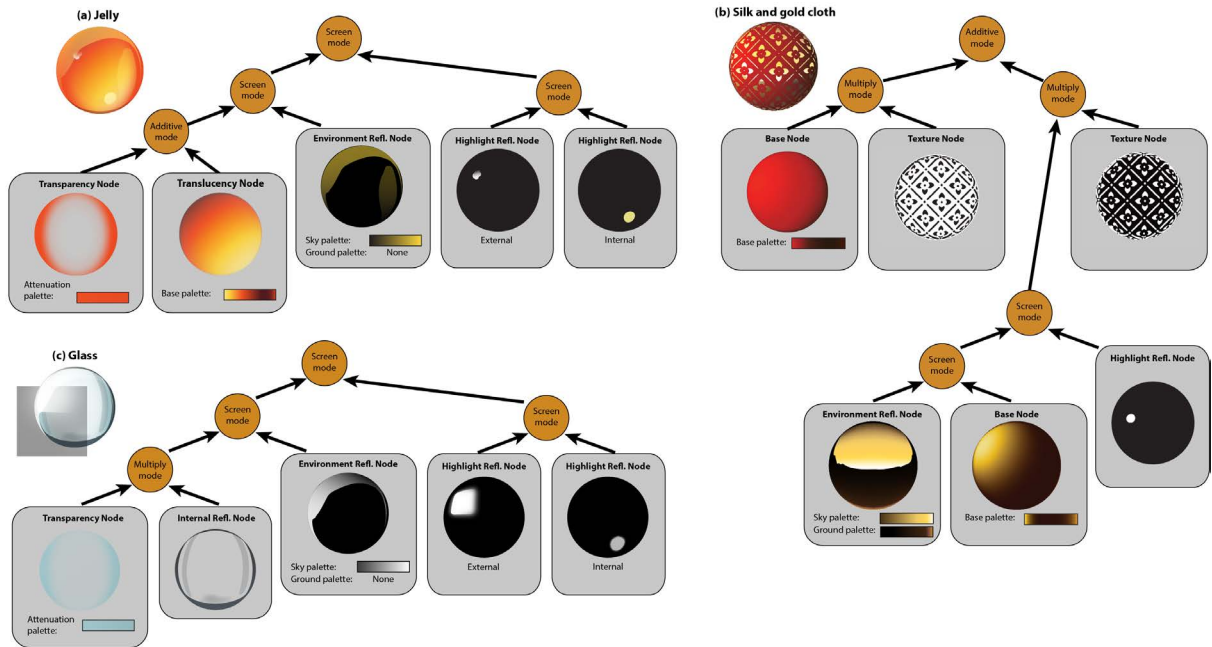 (a) Jelly
Screen
mode
Screen
mode
Screen
mode
Additive
mode
Environment Refl. Node
Sky palette:
Ground palette: None
Highlight Refl. Node
External
Highlight Refl. Node
Internal
Transparency Node
Attenuation
palette:
Translucency Node
Base palette:
(b) Silk and gold cloth
Additive
mode
Multiply
mode
Multiply
mode
Base Node
Base palette:
Texture Node
Texture Node
Screen
mode
Screen
mode
Highlight Refl. Node
Environment Refl. Node
Sky palette:
Ground palette:
Base Node
Base palette:
(c) Glass
Screen
mode
Screen
mode
Screen
mode
Multiply
mode
Environment Refl. Node
Sky palette:
Ground palette: None
Highlight Refl. Node
External
Highlight Refl. Node
Internal
Transparency Node
Attenuation
palette:
Internal Refl. Node